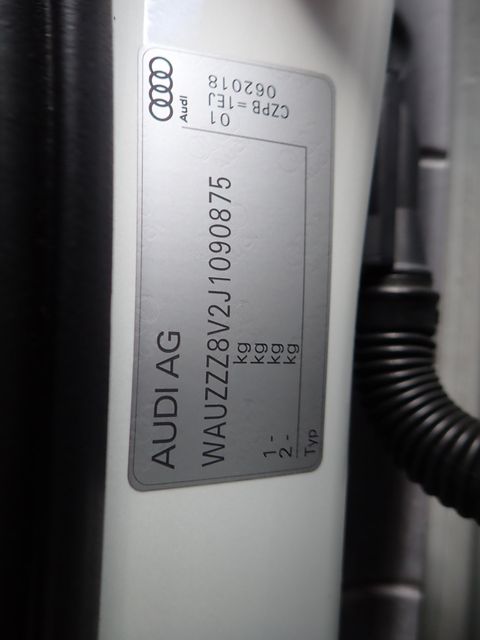 AUDI AG
WAUZZZ8V2J1090875
kg
kg
1 - kg
2 - kg
Typ
Audi
01
CZPB=1EJ
062018